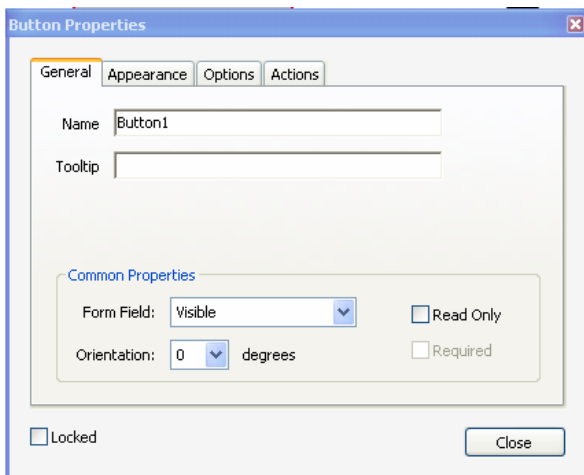 Button Properties
General Appearance Options Actions
Name Button1
Tooltip
Common Properties
Form Field: Visible Read Only
Orientation: 0 degrees Required
Locked Close